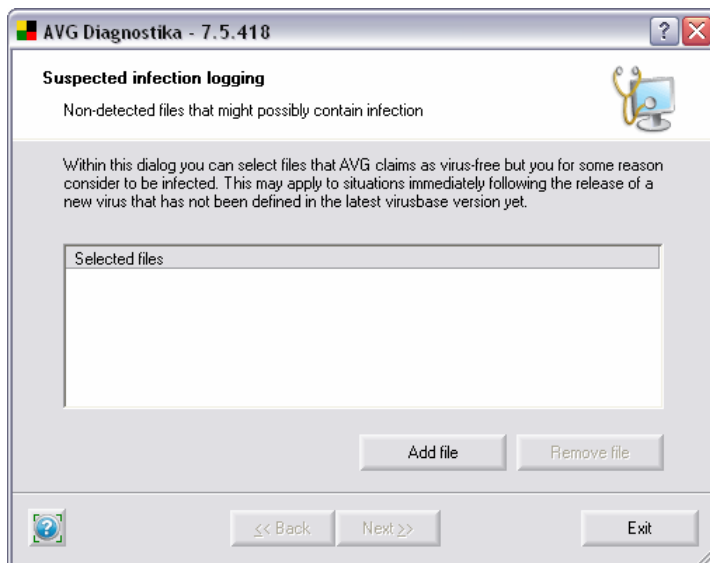 AVG Diagnostika - 7.5.418
Suspected infection logging
Non-detected files that might possibly contain infection
Within this dialog you can select files that AVG claims as virus-free but you for some reason
consider to be infected. This may apply to situations immediately following the release of a
new virus that has not been defined in the latest virusbase version yet.
Selected files
Add file
Remove file
<< Back
Next >>
Exit